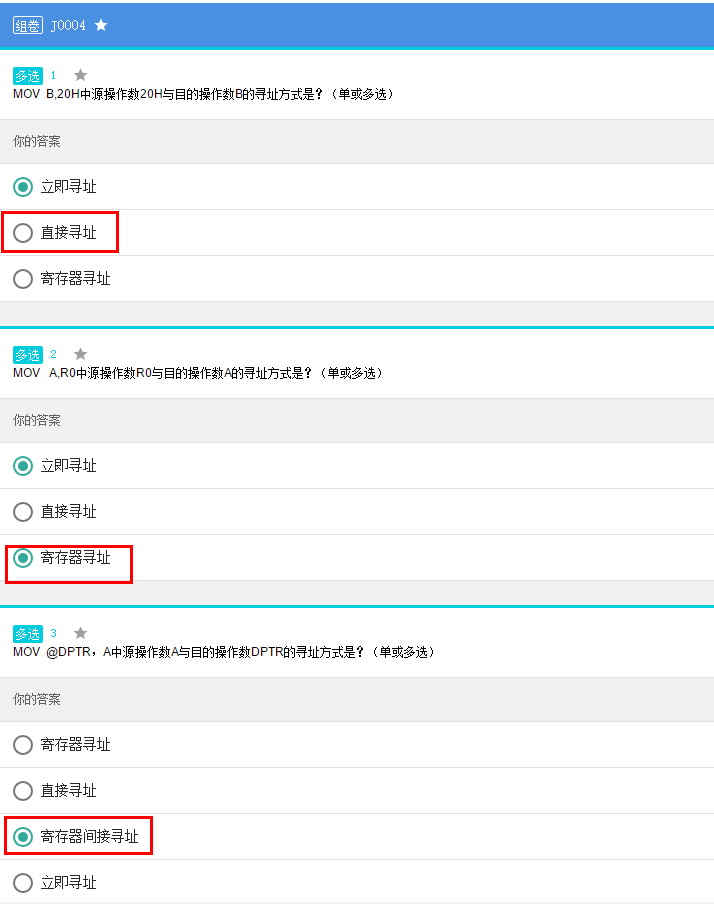 组卷 J0004
多选 1
MOV B,20H中源操作数20H与目的操作数B的寻址方式是？（单或多选）
你的答案
立即寻址
直接寻址
寄存器寻址
多选 2
MOV A,R0中源操作数R0与目的操作数A的寻址方式是？（单或多选）
你的答案
立即寻址
直接寻址
寄存器寻址
多选 3
MOV @DPTR，A中源操作数A与目的操作数DPTR的寻址方式是？（单或多选）
你的答案
寄存器寻址
直接寻址
寄存器间接寻址
立即寻址